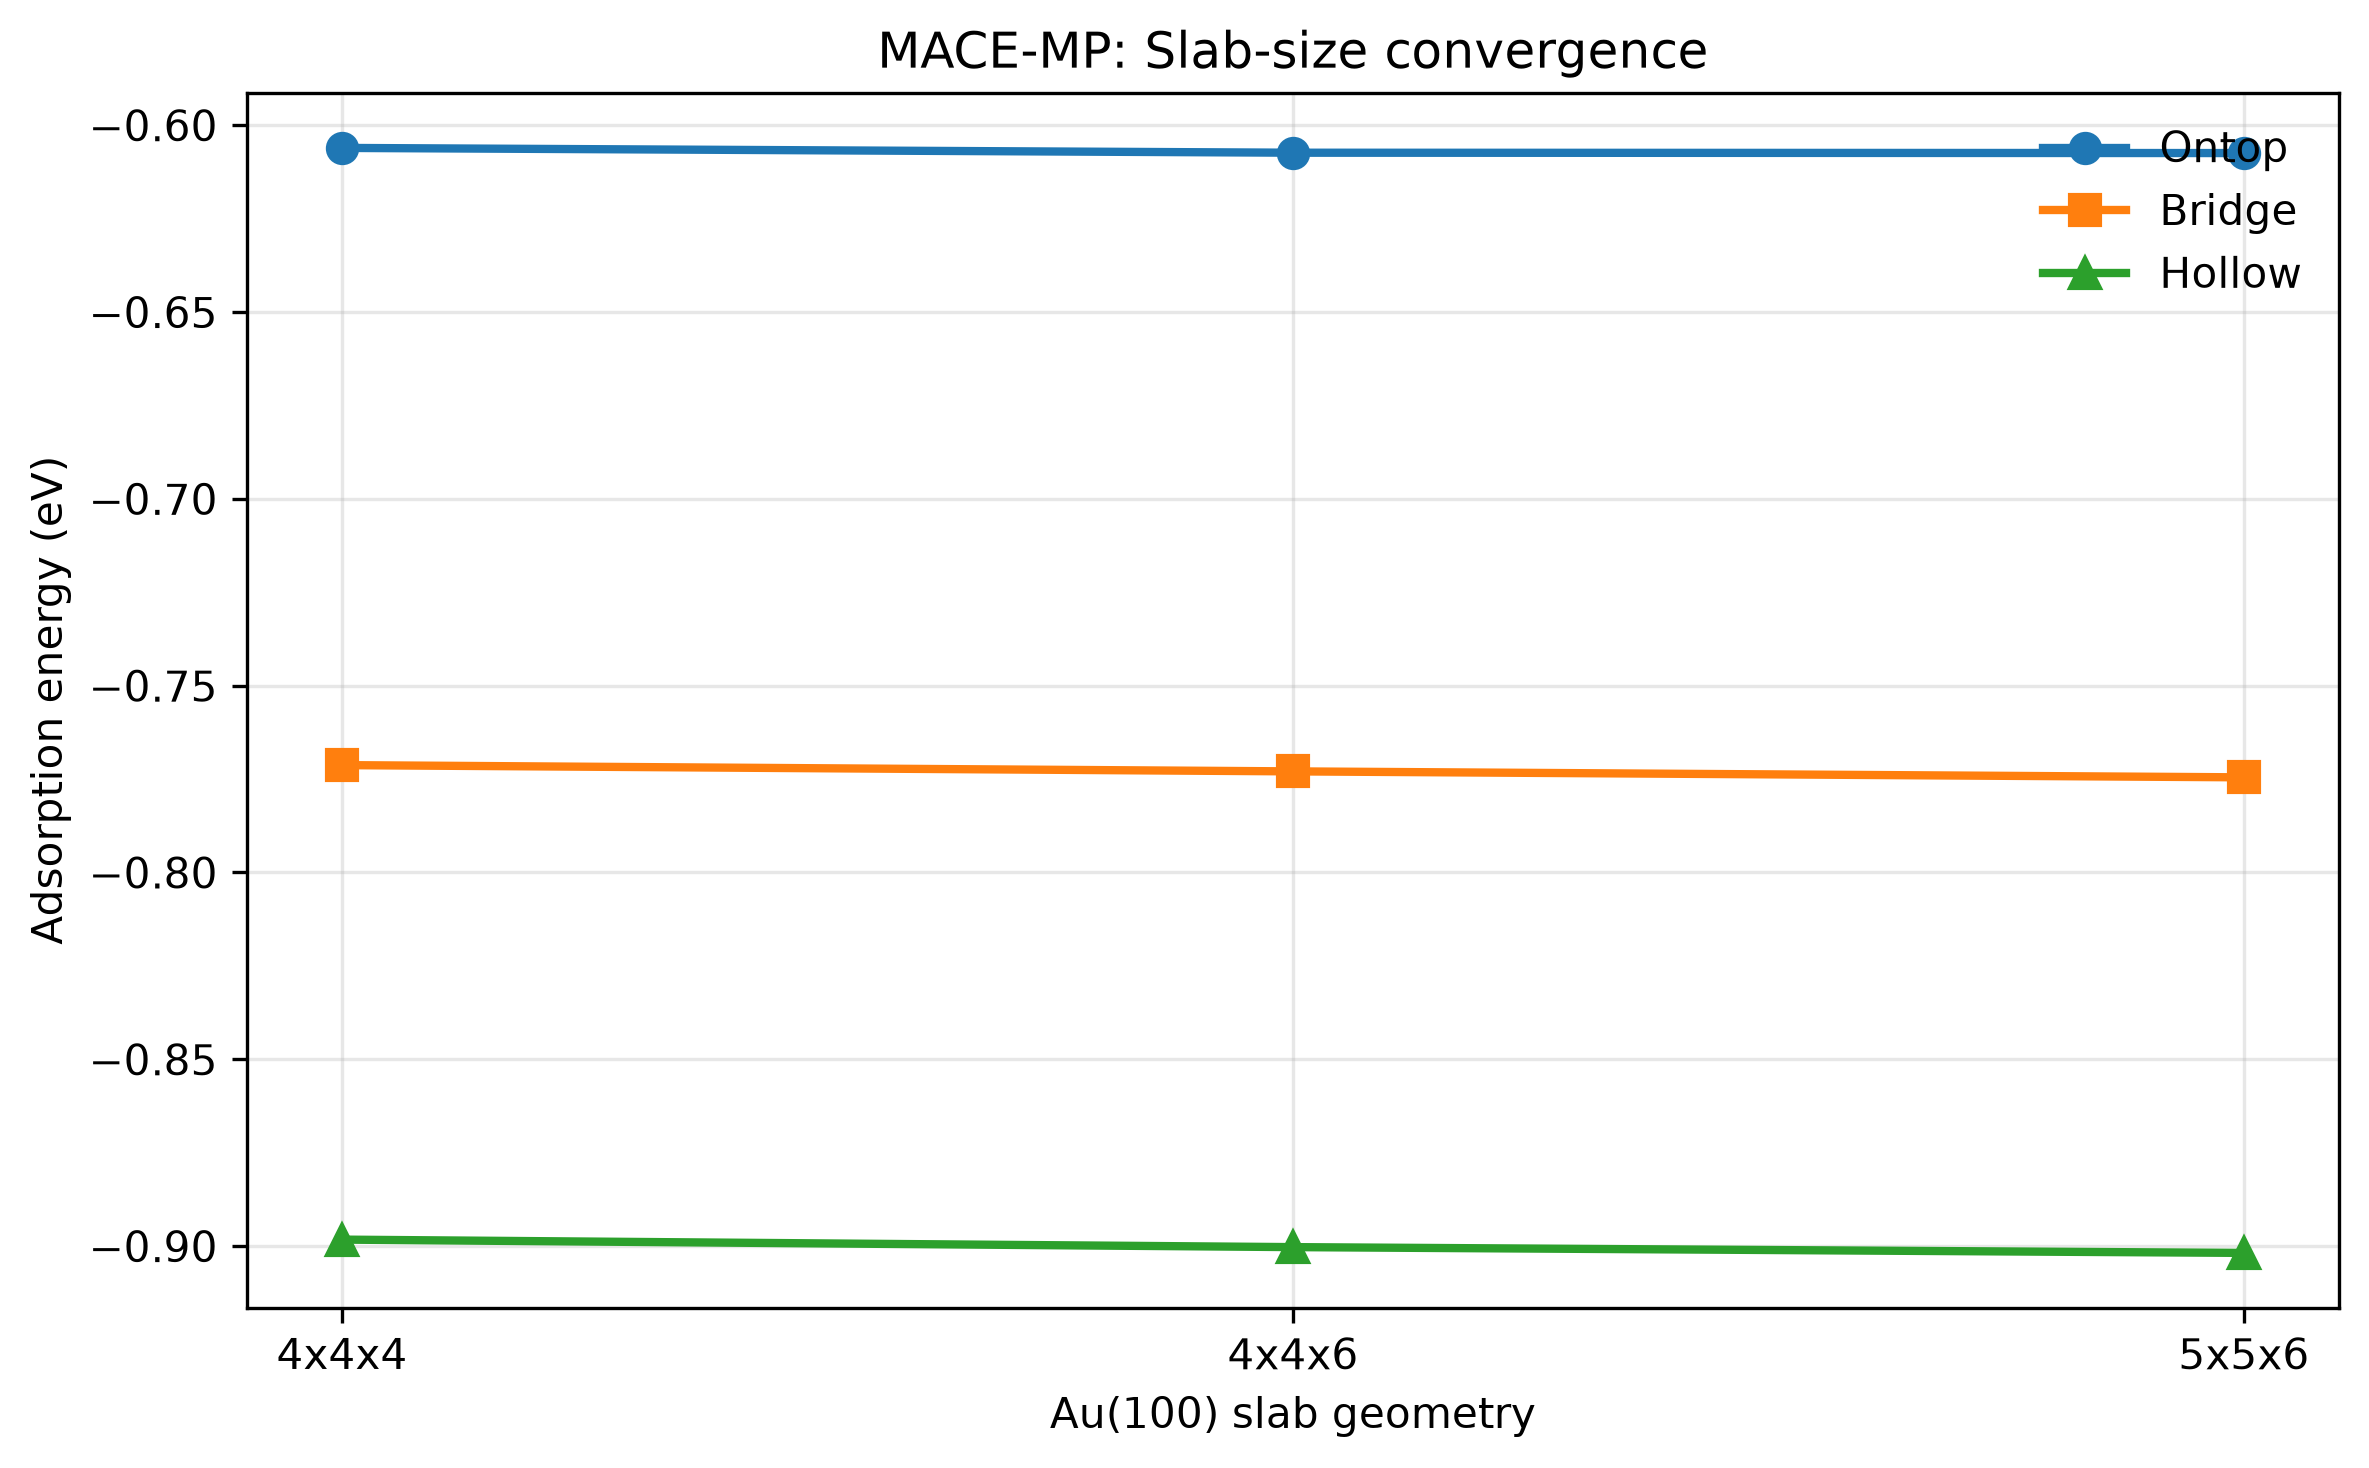 MACE-MP: Slab-size convergence
Ontop
Bridge
Hollow
−0.60
−0.65
−0.70
−0.75
−0.80
−0.85
−0.90
Adsorption energy (eV)
4x4x4
4x4x6
5x5x6
Au(100) slab geometry